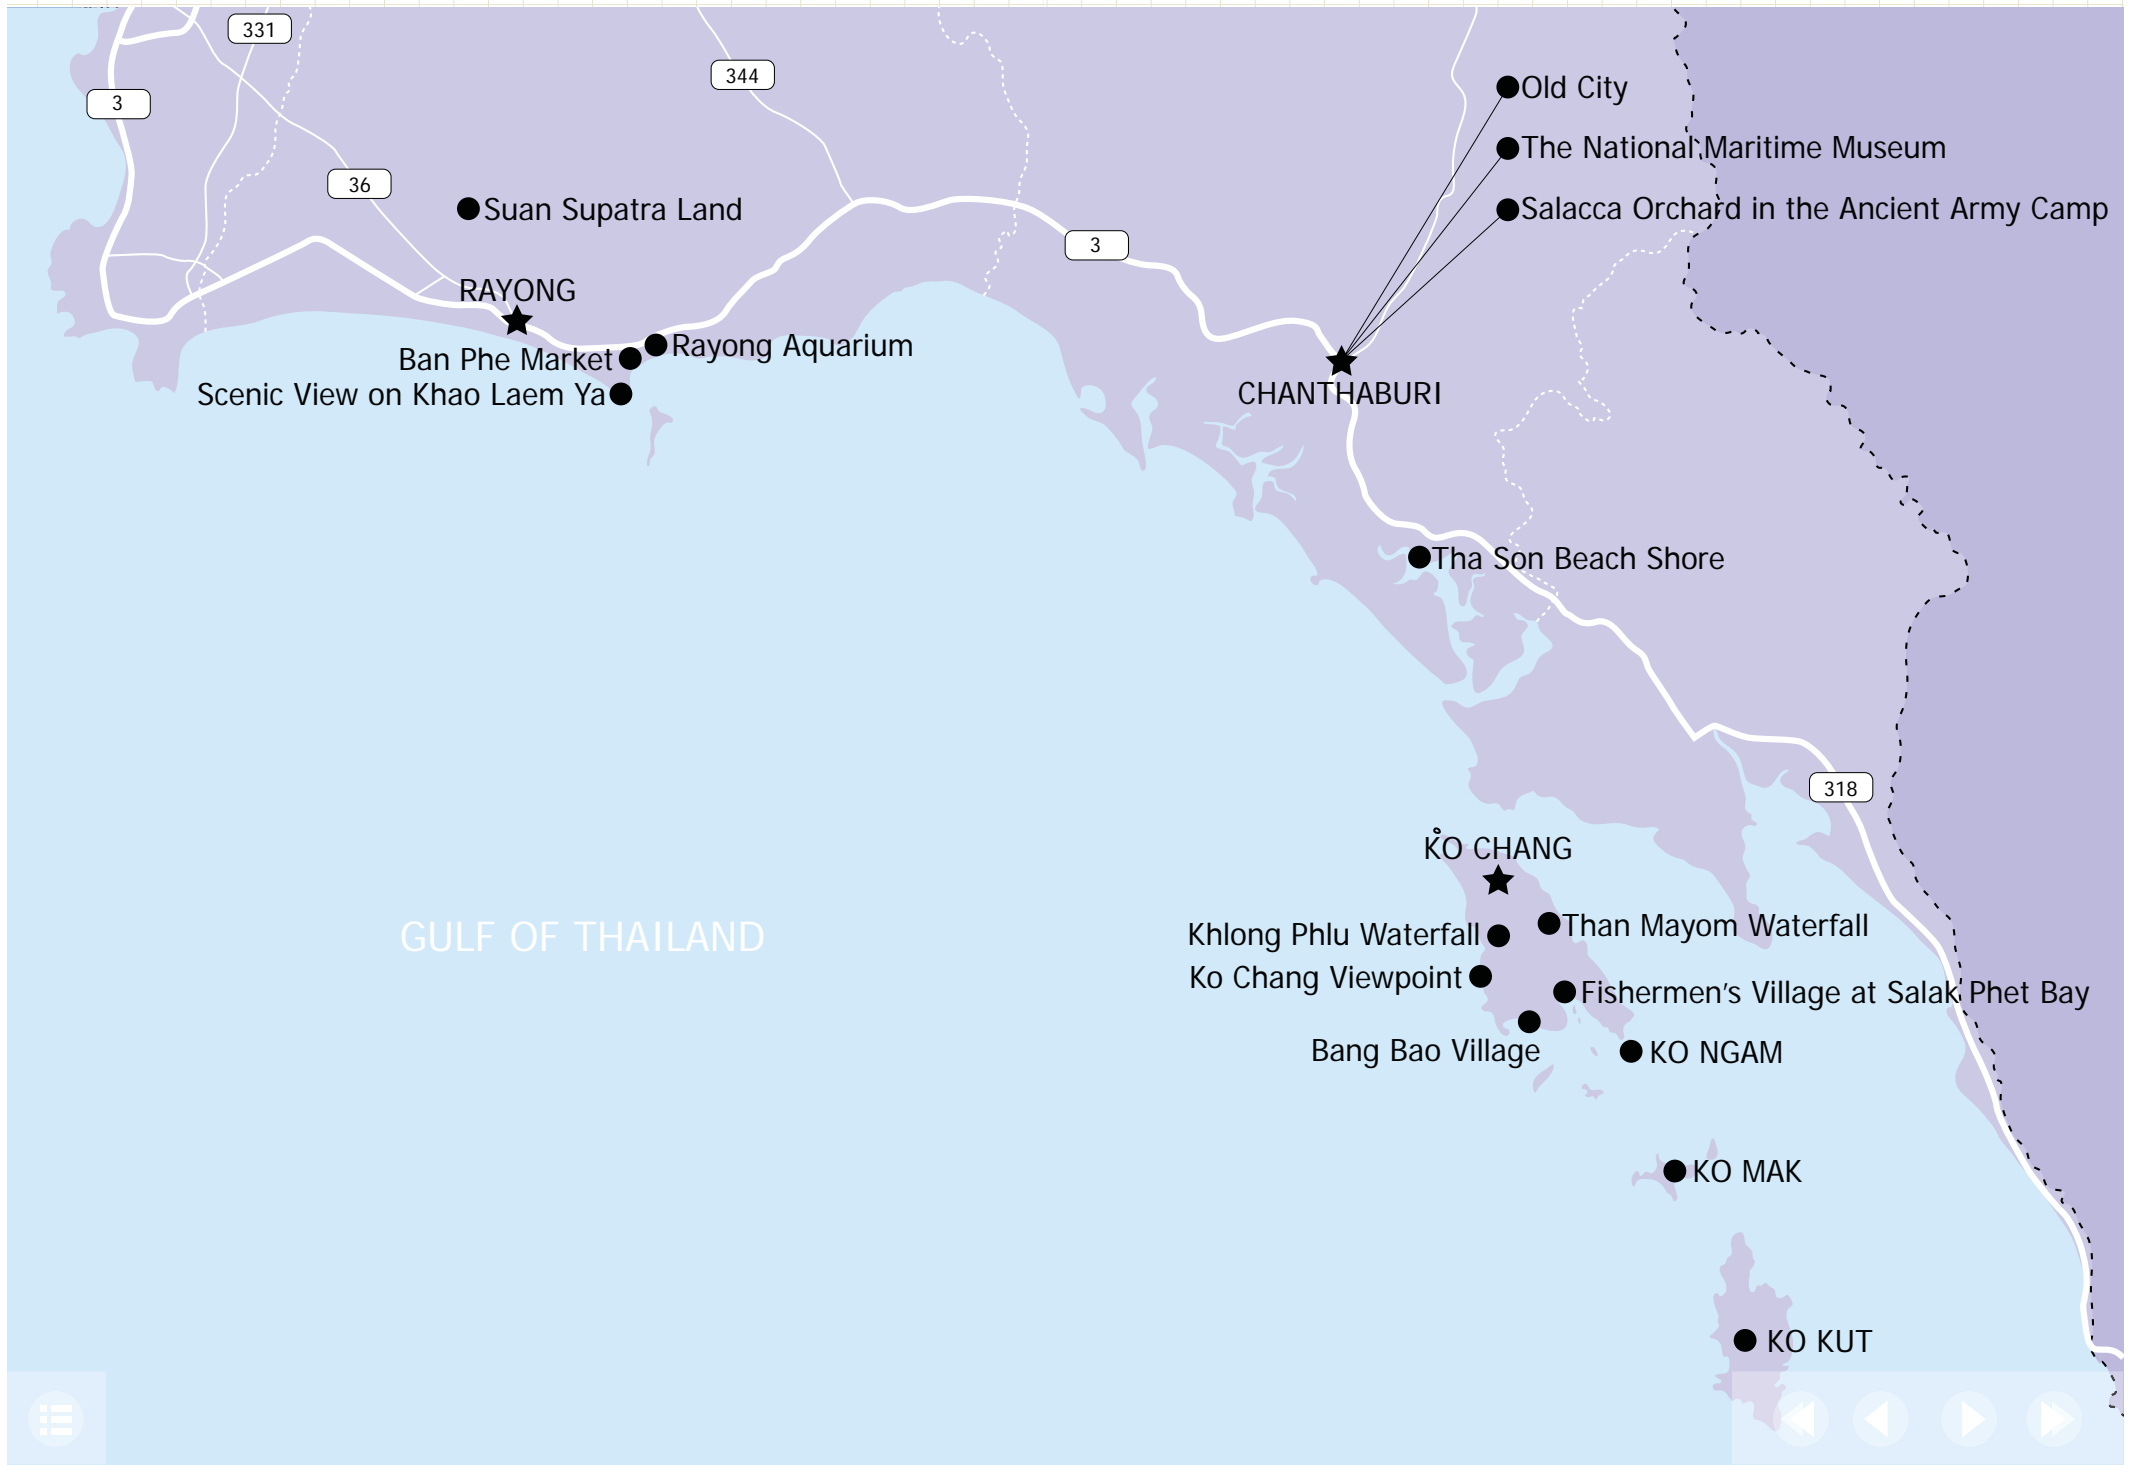 331
3
344
Old City
The National Maritime Museum
36
Suan Supatra Land
Salacca Orchard in the Ancient Army Camp
3
RAYONG
Rayong Aquarium
Ban Phe Market
Scenic View on Khao Laem Ya
CHANTHABURI
Tha Son Beach Shore
318
KO CHANG
GULF OF THAILAND
Khlong Phlu Waterfall
Than Mayom Waterfall
Ko Chang Viewpoint
Fishermen's Village at Salak Phet Bay
Bang Bao Village
KO NGAM
KO MAK
KO KUT